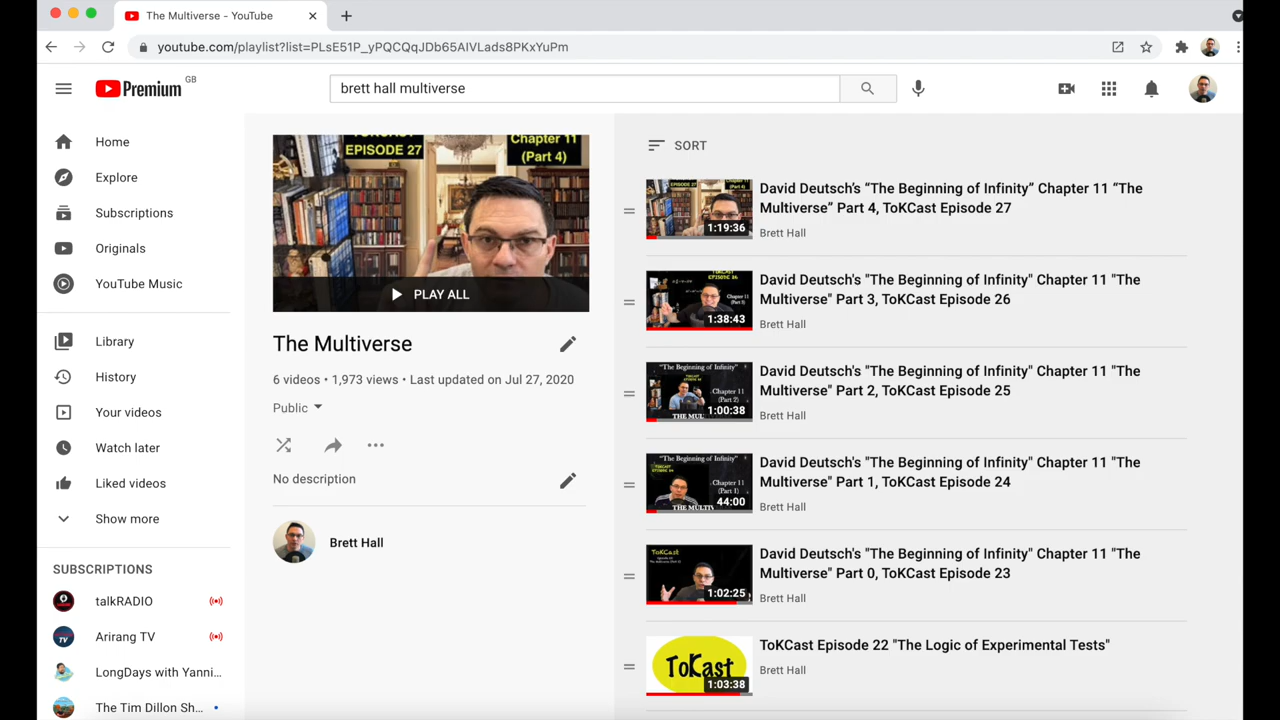 The Multiverse - YouTube
youtube.com/playlist?list=PLsE51P_yPQCQqJDb65AIVLads8PKxYuPm
Premium GB
brett hall multiverse
Home
Explore
Subscriptions
Originals
YouTube Music
Library
History
Your videos
Watch later
Liked videos
Show more
SUBSCRIPTIONS
talkRADIO
Arirang TV
LongDays with Yanni...
The Tim Dillon Sh...
EPISODE 27
Chapter 11
(Part 4)
PLAY ALL
The Multiverse
6 videos • 1,973 views • Last updated on Jul 27, 2020
Public
No description
Brett Hall
SORT
1:19:36
David Deutsch's “The Beginning of Infinity” Chapter 11 “The
Multiverse” Part 4, ToKCast Episode 27
Brett Hall
1:38:43
David Deutsch's "The Beginning of Infinity" Chapter 11 "The
Multiverse" Part 3, ToKCast Episode 26
Brett Hall
"The Beginning of Infinity"
Chapter 11
(Part 2)
1:00:38
David Deutsch's "The Beginning of Infinity" Chapter 11 "The
Multiverse" Part 2, ToKCast Episode 25
Brett Hall
"The Beginning of Infinity"
Chapter 11
(Part 1)
44:00
David Deutsch's "The Beginning of Infinity" Chapter 11 "The
Multiverse" Part 1, ToKCast Episode 24
Brett Hall
ToKCast
1:02:25
David Deutsch's "The Beginning of Infinity" Chapter 11 "The
Multiverse" Part 0, ToKCast Episode 23
Brett Hall
ToKast
1:03:38
ToKCast Episode 22 "The Logic of Experimental Tests"
Brett Hall